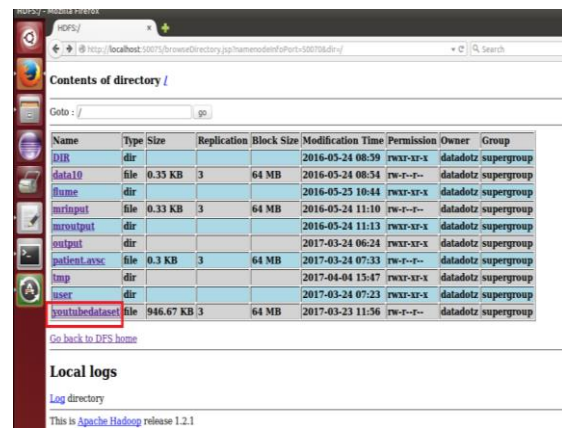 HDFS:/ - Mozilla Firefox
HDFS:/
http://localhost:50075/browseDirectory.jsp?namenodeInfoPort=50070&dir=/
Search
Contents of directory /
Goto : / go
Name Type Size Replication Block Size Modification Time Permission Owner Group
DIR dir 2016-05-24 08:59 rwxr-xr-x datadotz supergroup
data10 file 0.35 KB 3 64 MB 2016-05-24 08:54 rw-r--r-- datadotz supergroup
flume dir 2016-05-25 10:44 rwxr-xr-x datadotz supergroup
mrinput file 0.33 KB 3 64 MB 2016-05-24 11:10 rw-r--r-- datadotz supergroup
mroutput dir 2016-05-24 11:13 rwxr-xr-x datadotz supergroup
output dir 2017-03-24 06:24 rwxr-xr-x datadotz supergroup
patient.avsc file 0.3 KB 3 64 MB 2017-03-24 07:33 rw-r--r-- datadotz supergroup
tmp dir 2017-04-04 15:47 rwxr-xr-x datadotz supergroup
user dir 2017-03-24 07:23 rwxr-xr-x datadotz supergroup
youtubedataset file 946.67 KB 3 64 MB 2017-03-23 11:56 rw-r--r-- datadotz supergroup
Go back to DFS home
Local logs
Log directory
This is Apache Hadoop release 1.2.1